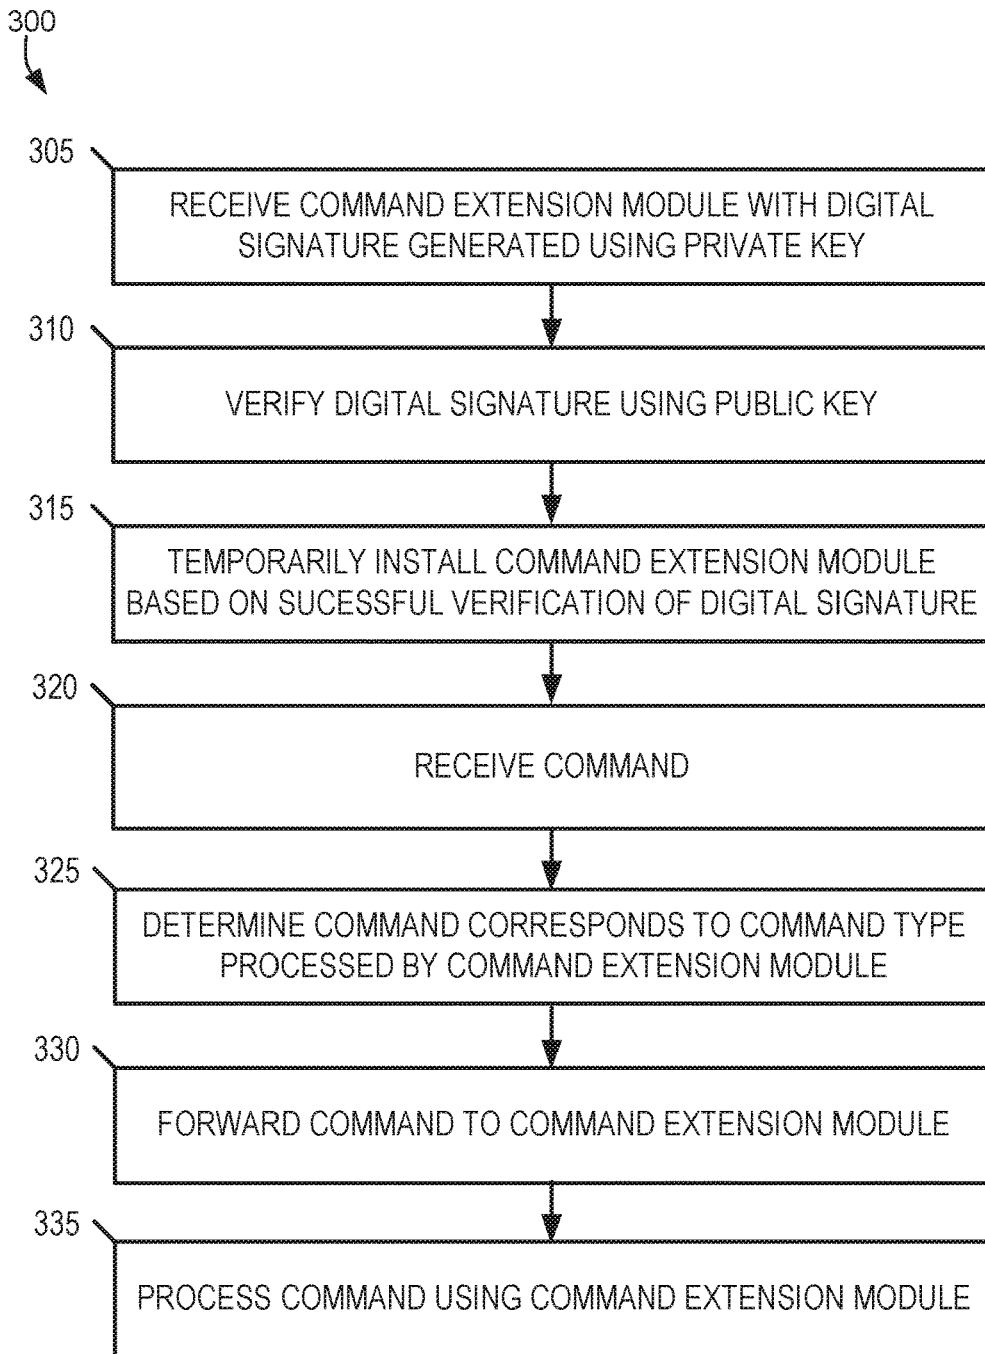 300
305
RECEIVE COMMAND EXTENSION MODULE WITH DIGITAL
SIGNATURE GENERATED USING PRIVATE KEY
310
VERIFY DIGITAL SIGNATURE USING PUBLIC KEY
315
TEMPORARILY INSTALL COMMAND EXTENSION MODULE
BASED ON SUCESSFUL VERIFICATION OF DIGITAL SIGNATURE
320
RECEIVE COMMAND
325
DETERMINE COMMAND CORRESPONDS TO COMMAND TYPE
PROCESSED BY COMMAND EXTENSION MODULE
330
FORWARD COMMAND TO COMMAND EXTENSION MODULE
335
PROCESS COMMAND USING COMMAND EXTENSION MODULE